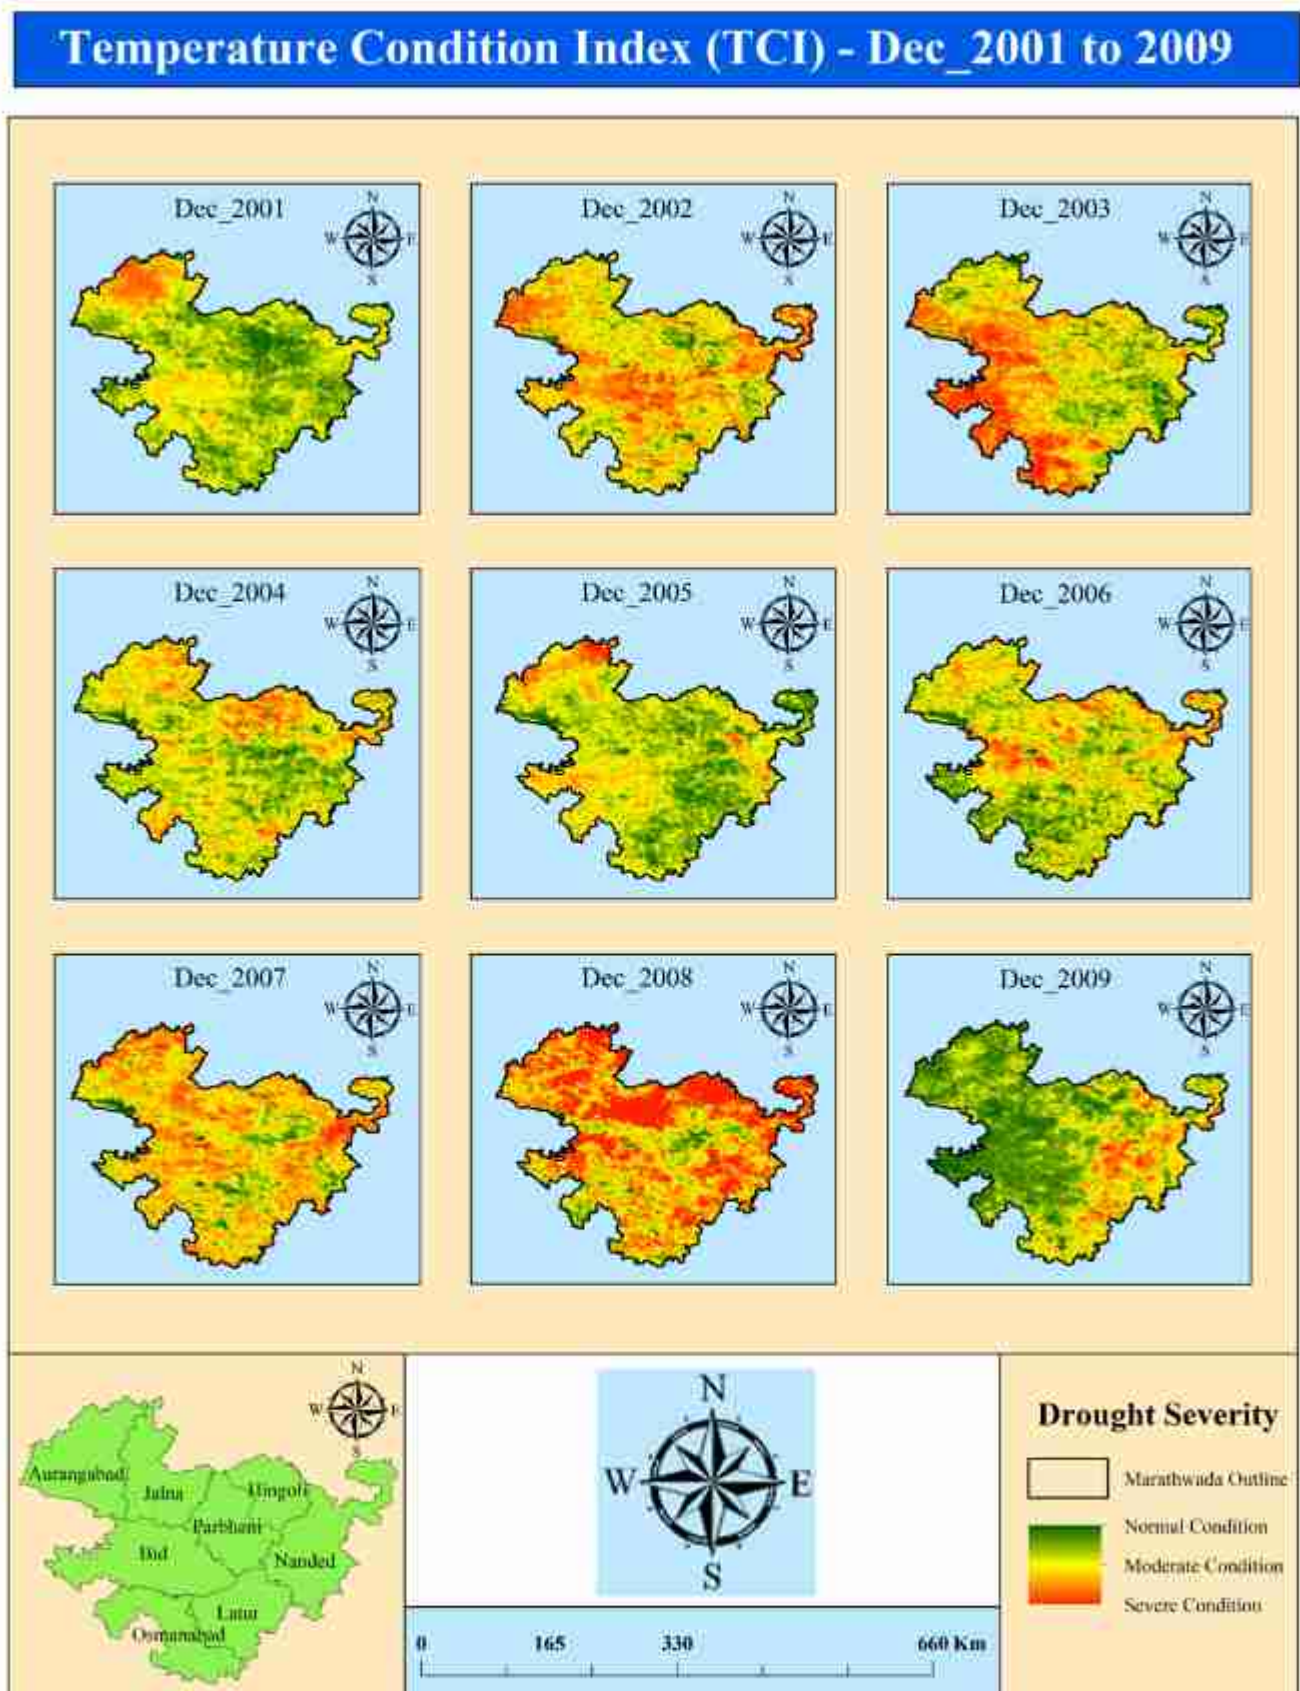 Temperature Condition Index (TCI) - Dec_2001 to 2009
Dec_2001
N
W E
S
Dec_2002
N
W E
S
Dec_2003
N
W E
S
Dec_2004
N
W E
S
Dec_2005
N
W E
S
Dec_2006
N
W E
S
Dec_2007
N
W E
S
Dec_2008
N
W E
S
Dec_2009
N
W E
S
N
W E
S
Aurangabad
Jalna
Hingoli
Parbhani
Bid
Nanded
Latur
Osmanabad
N
W E
S
0 165 330 660 Km
Drought Severity
Marathwada Outline
Normal Condition
Moderate Condition
Severe Condition